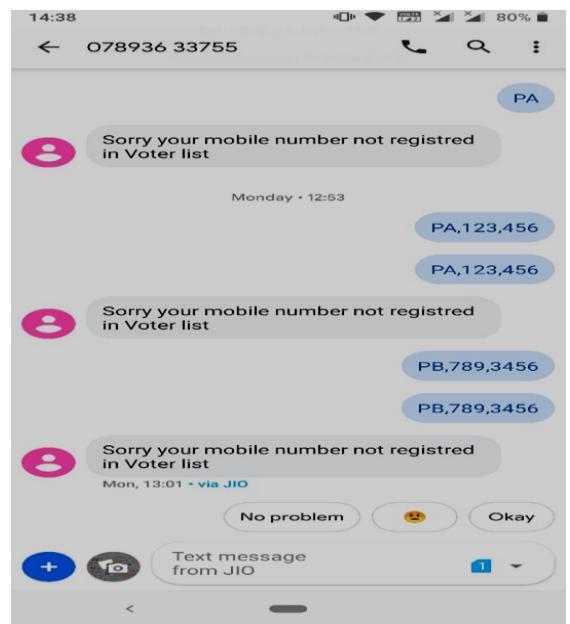 14:38
80%
078936 33755
PA
Sorry your mobile number not registred
in Voter list
Monday • 12:53
PA,123,456
PA,123,456
Sorry your mobile number not registred
in Voter list
PB,789,3456
PB,789,3456
Sorry your mobile number not registred
in Voter list
Mon, 13:01 • via JIO
No problem
Okay
Text message
from JIO
1